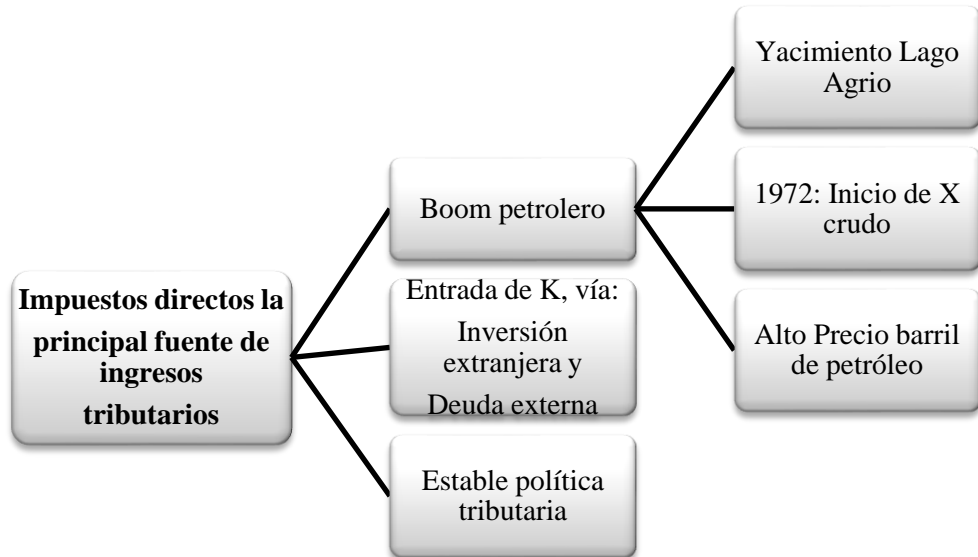 Impuestos directos la
principal fuente de
ingresos
tributarios
Boom petrolero
Entrada de K, vía:
Inversión
extranjera y
Deuda externa
Estable política
tributaria
Yacimiento Lago
Agrio
1972: Inicio de X
crudo
Alto Precio barril
de petróleo